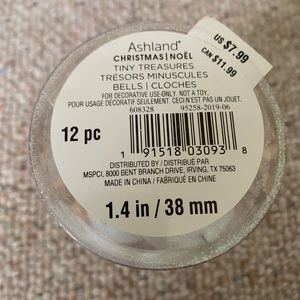 Ashland®
CHRISTMAS | NOËL
TINY TREASURES
TRÉSORS MINUSCULES
BELLS | CLOCHES
FOR DECORATIVE USE ONLY. NOT A TOY.
POUR USAGE DÉCORATIF SEULEMENT. CECI N'EST PAS UN JOUET.
608328 95258-2019-06
12 pc
1 91518 03093 8
DISTRIBUTED BY / DISTRIBUÉ PAR
MSPCI, 8000 BENT BRANCH DRIVE, IRVING, TX 75063
MADE IN CHINA / FABRIQUÉ EN CHINE
1.4 in / 38 mm
US $7.99
CAN $11.99